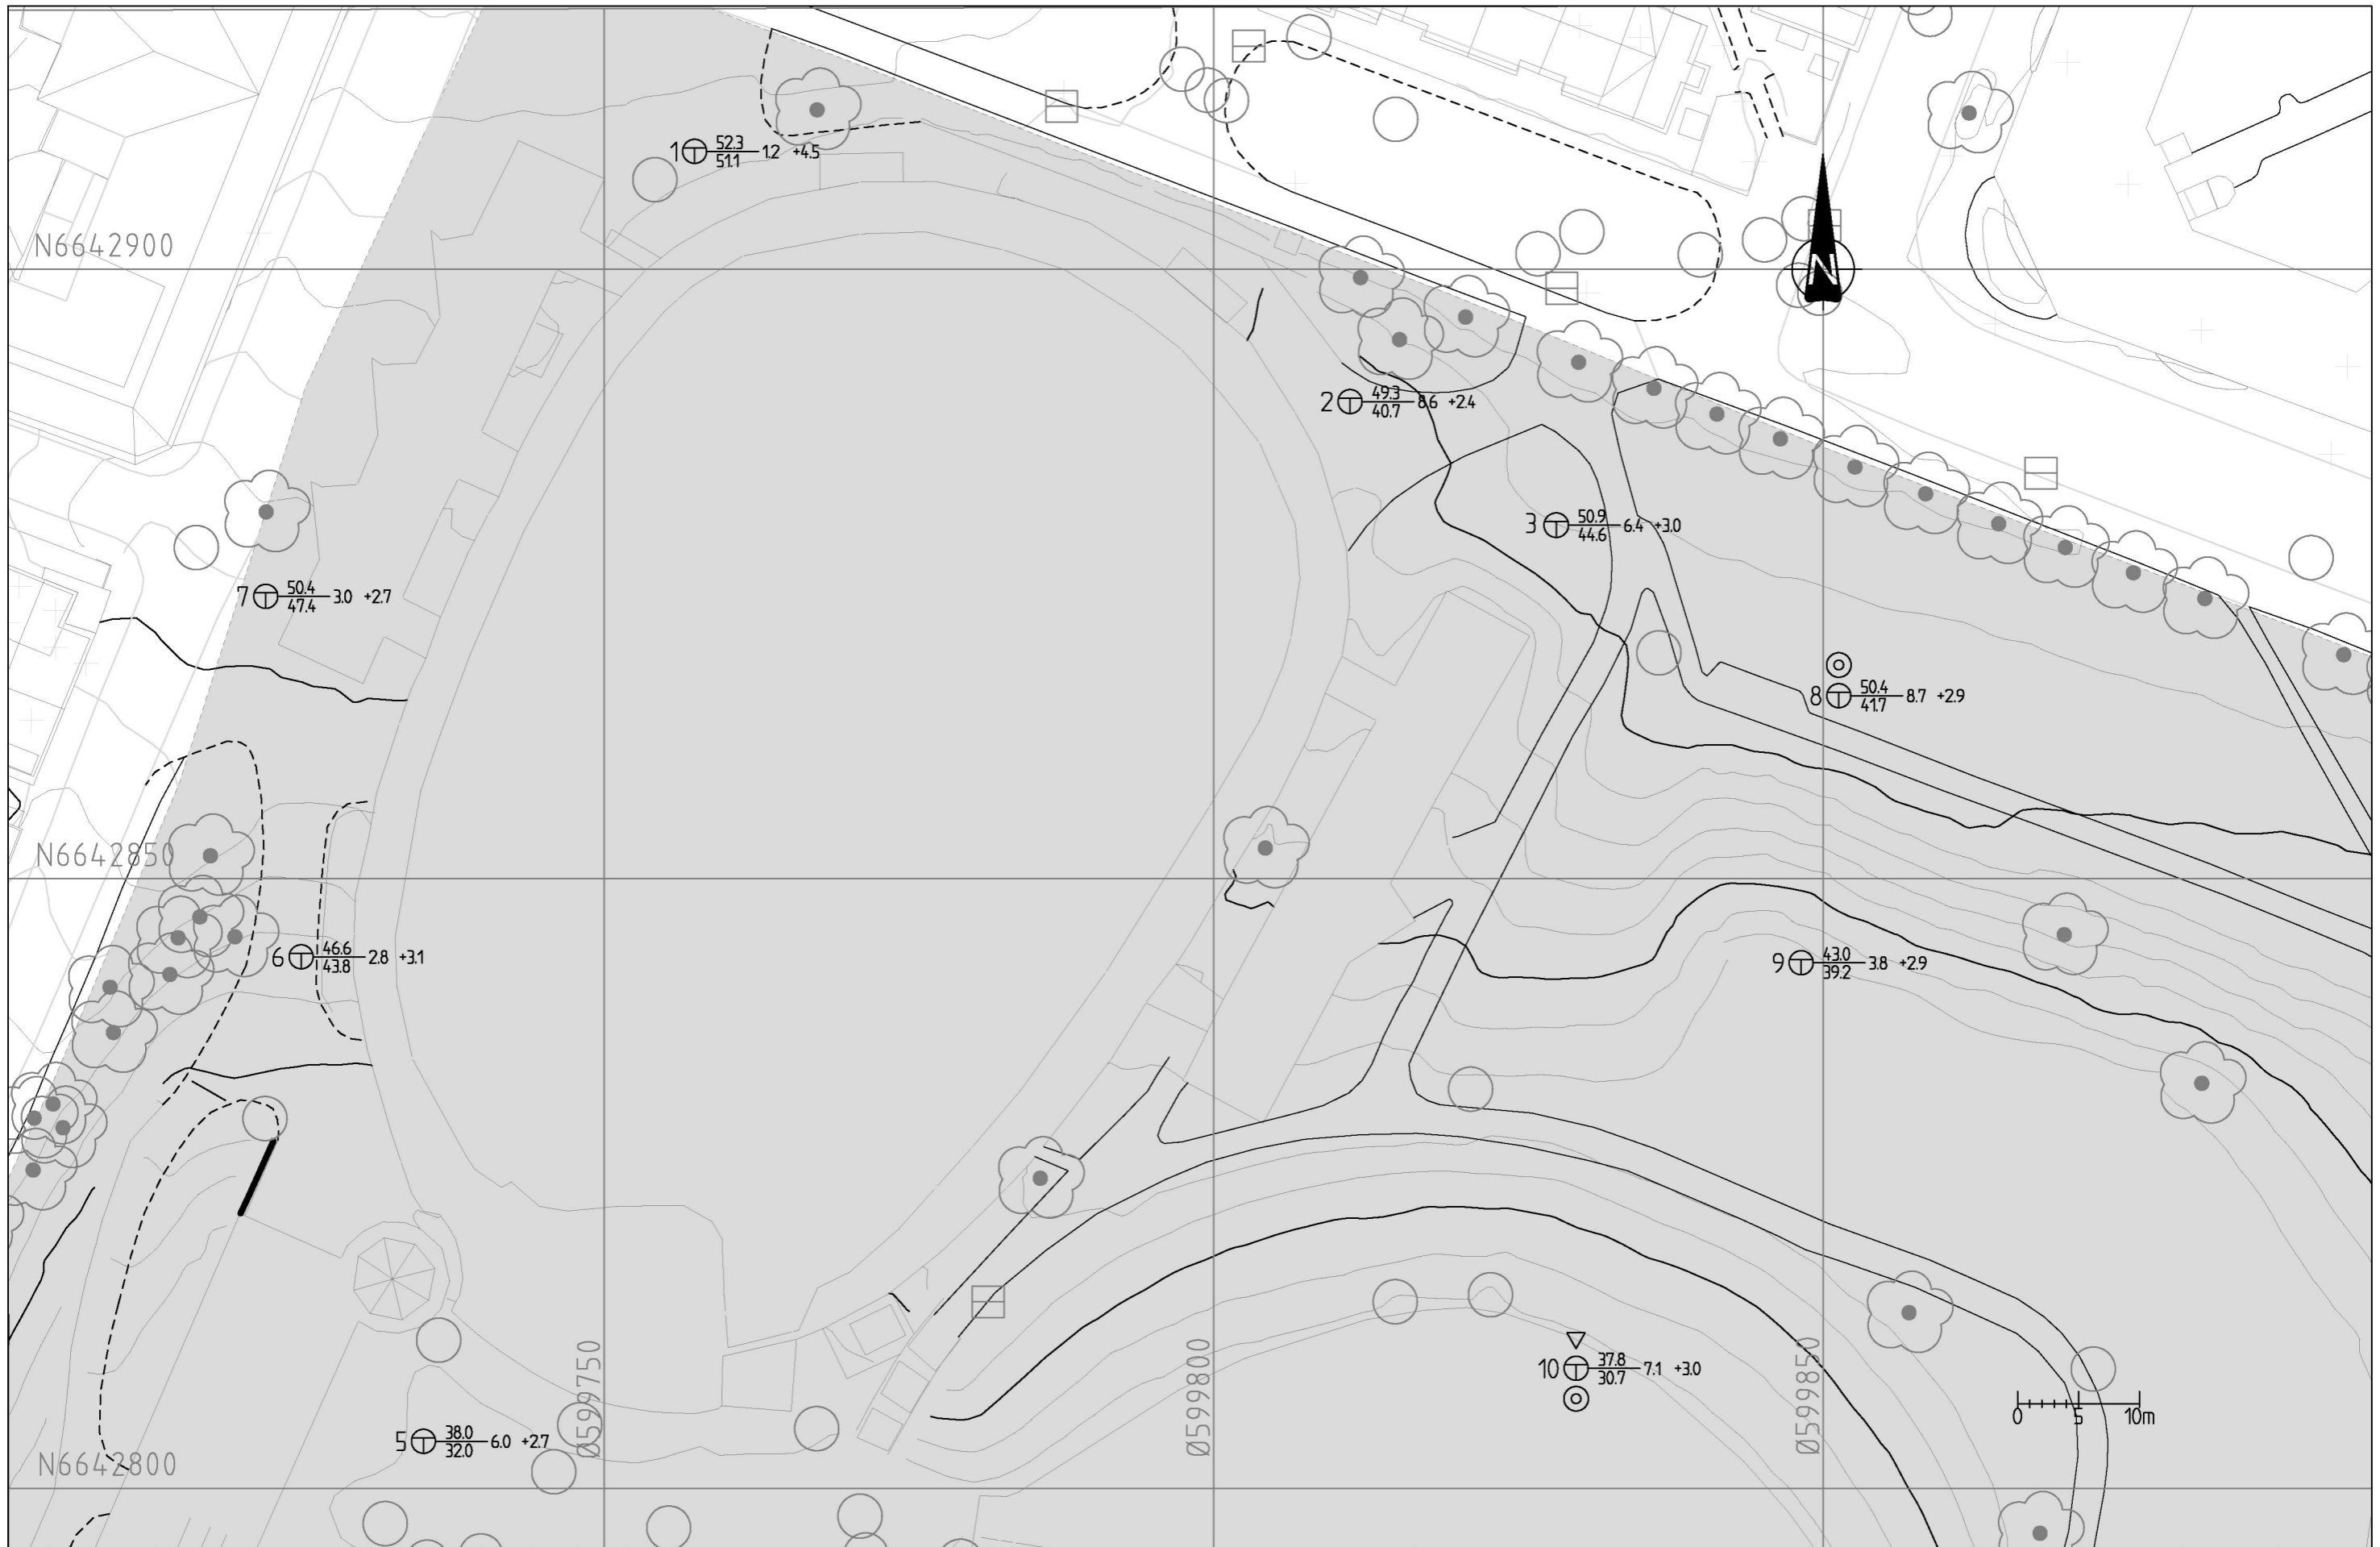 1 52.3 1.2 +4.5
51.1
N6642900
N
2 49.3 8.6 +2.4
40.7
3 50.9 6.4 +3.0
44.6
7 50.4 3.0 +2.7
47.4
8 50.4 8.7 +2.9
41.7
N6642850
6 46.6 2.8 +3.1
43.8
9 43.0 3.8 +2.9
39.2
Ø599750
Ø599800
Ø599850
10 37.8 7.1 +3.0
30.7
0 5 10m
5 38.0 6.0 +2.7
32.0
N6642800